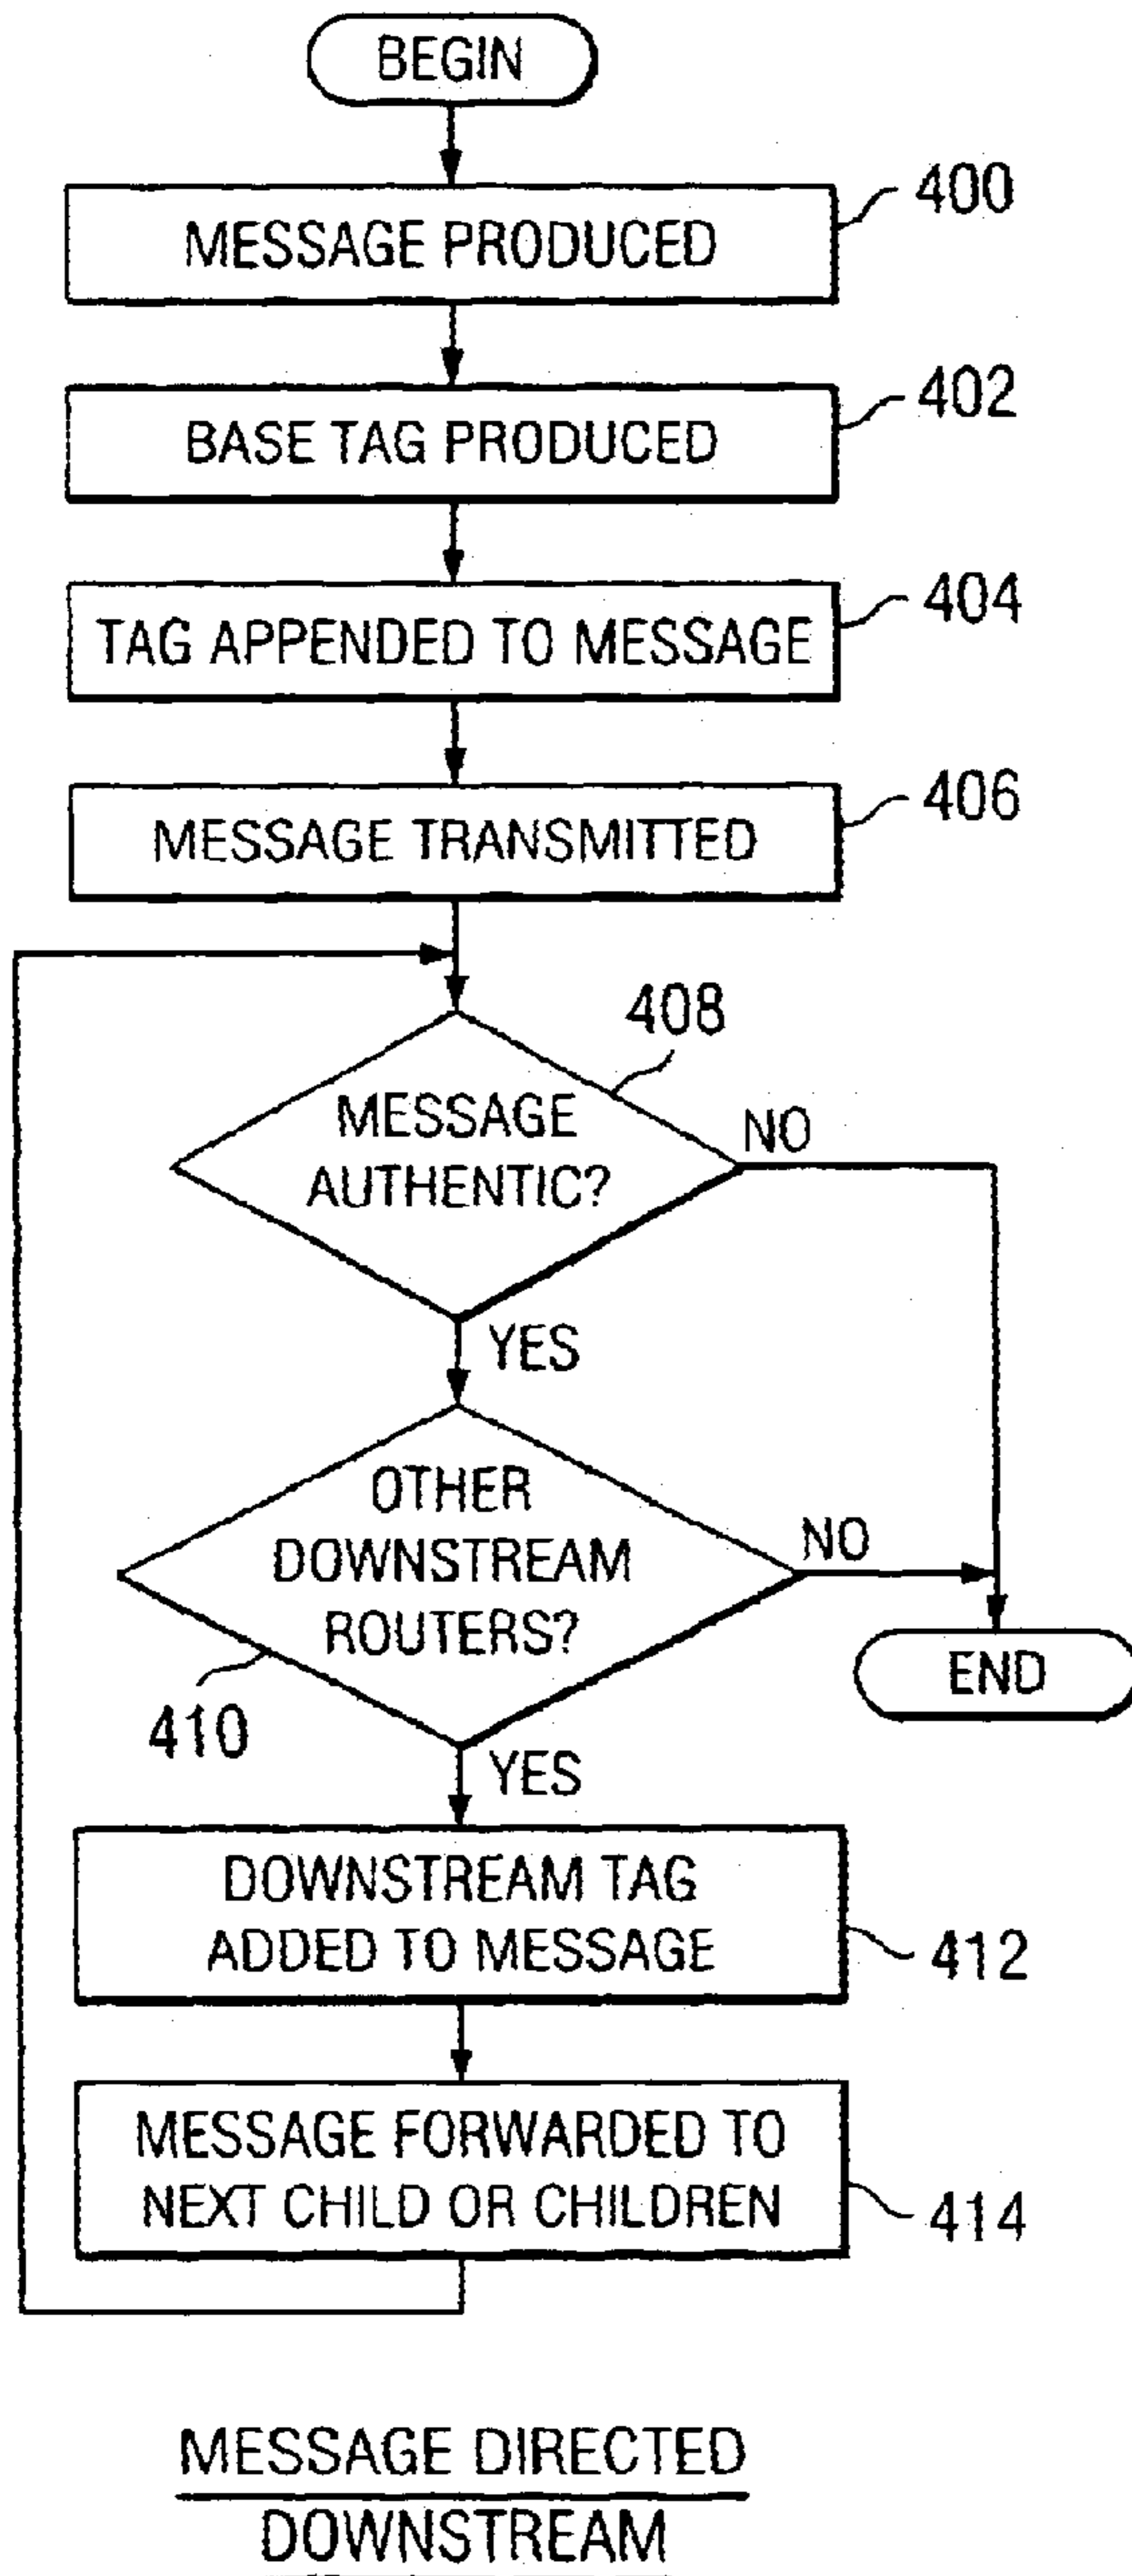 BEGIN
MESSAGE PRODUCED
400
BASE TAG PRODUCED
402
TAG APPENDED TO MESSAGE
404
MESSAGE TRANSMITTED
406
408
MESSAGE
AUTHENTIC?
NO
YES
OTHER
DOWNSTREAM
ROUTERS?
NO
END
410
YES
DOWNSTREAM TAG
ADDED TO MESSAGE
412
MESSAGE FORWARDED TO
NEXT CHILD OR CHILDREN
414
MESSAGE DIRECTED
DOWNSTREAM